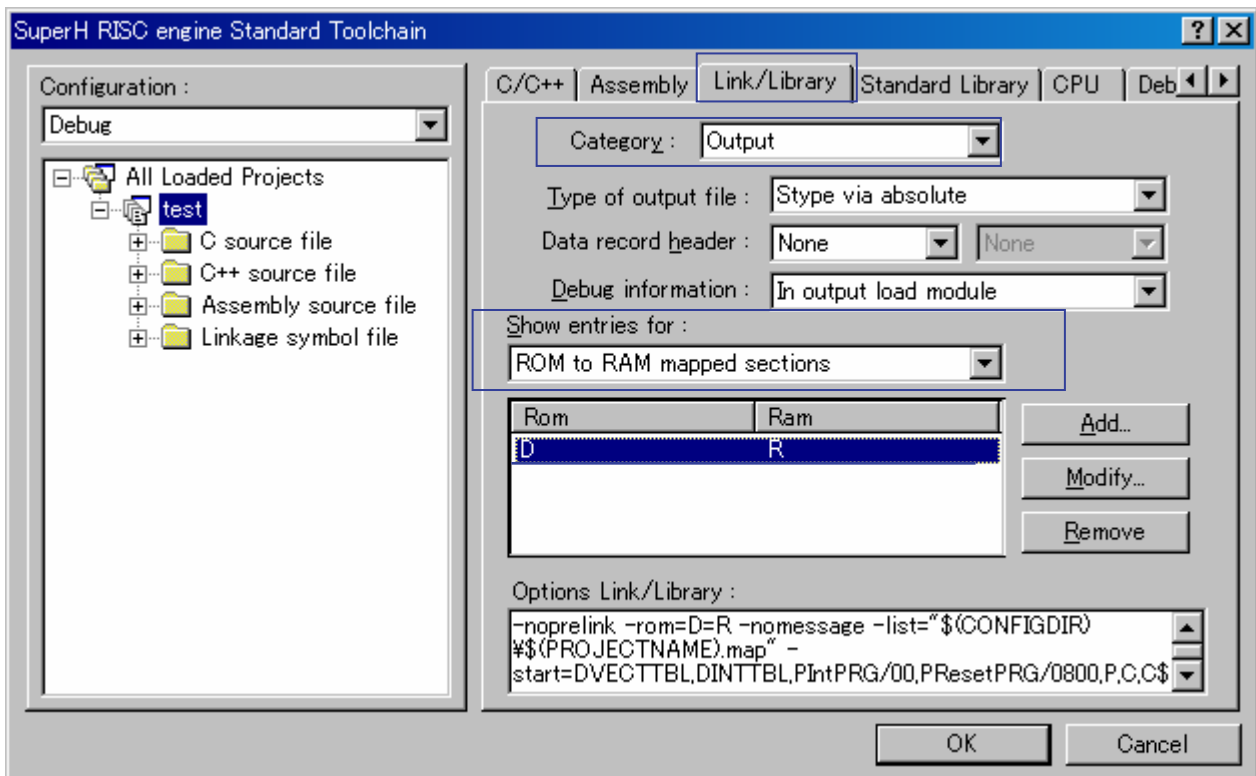 SuperH RISC engine Standard Toolchain
Configuration :
Debug
All Loaded Projects
test
C source file
C++ source file
Assembly source file
Linkage symbol file
C/C++ Assembly Link/Library Standard Library CPU Deb
Category : Output
Type of output file : Stype via absolute
Data record header : None None
Debug information : In output load module
Show entries for :
ROM to RAM mapped sections
Rom Ram
D R
Add...
Modify...
Remove
Options Link/Library :
-noprelink -rom=D=R -nomessage -list="$(CONFIGDIR)
¥$(PROJECTNAME).map" -
start=DVECTTBL,DINTTBL,PIntPRG/00,PResetPRG/0800,P,C,C$
OK Cancel